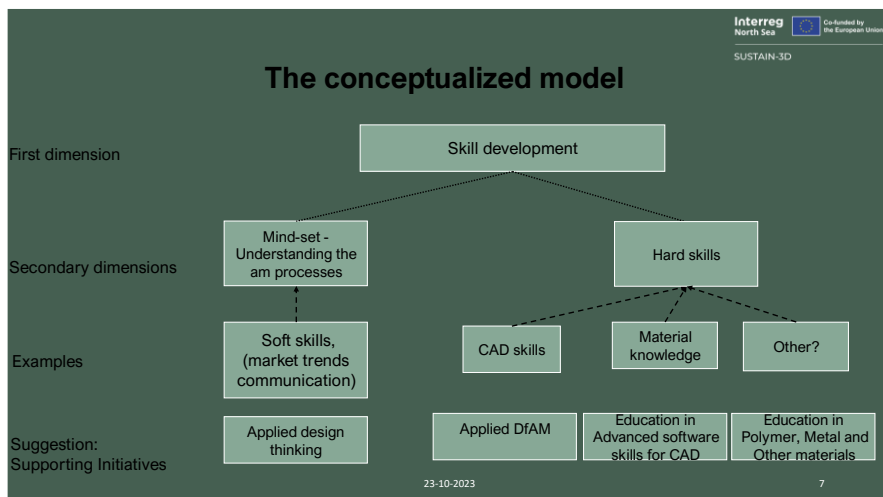 Interreg
North Sea
Co-funded by
the European Union
SUSTAIN-3D
The conceptualized model
First dimension
Skill development
Secondary dimensions
Mind-set -
Understanding the
am processes
Hard skills
Examples
Soft skills,
(market trends
communication)
CAD skills
Material
knowledge
Other?
Suggestion:
Supporting Initiatives
Applied design
thinking
Applied DfAM
Education in
Advanced software
skills for CAD
Education in
Polymer, Metal and
Other materials
23-10-2023
7